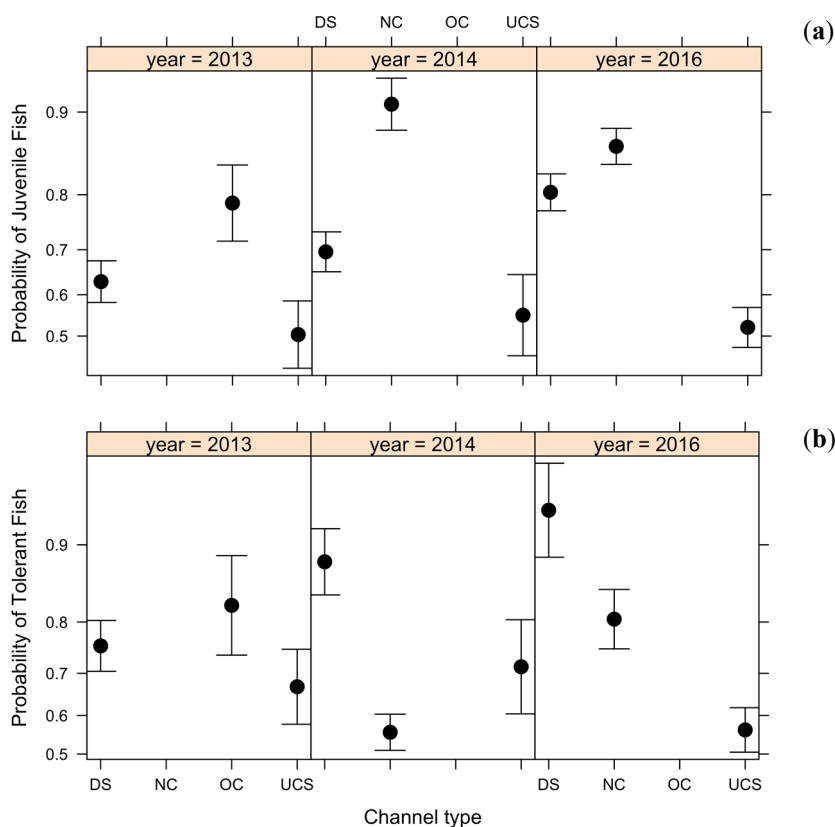 DS NC OC UCS
(a)
year = 2013 year = 2014 year = 2016
Probability of Juvenile Fish
0.9
0.8
0.7
0.6
0.5
(b)
year = 2013 year = 2014 year = 2016
Probability of Tolerant Fish
0.9
0.8
0.7
0.6
0.5
DS NC OC UCS DS NC OC UCS
Channel type